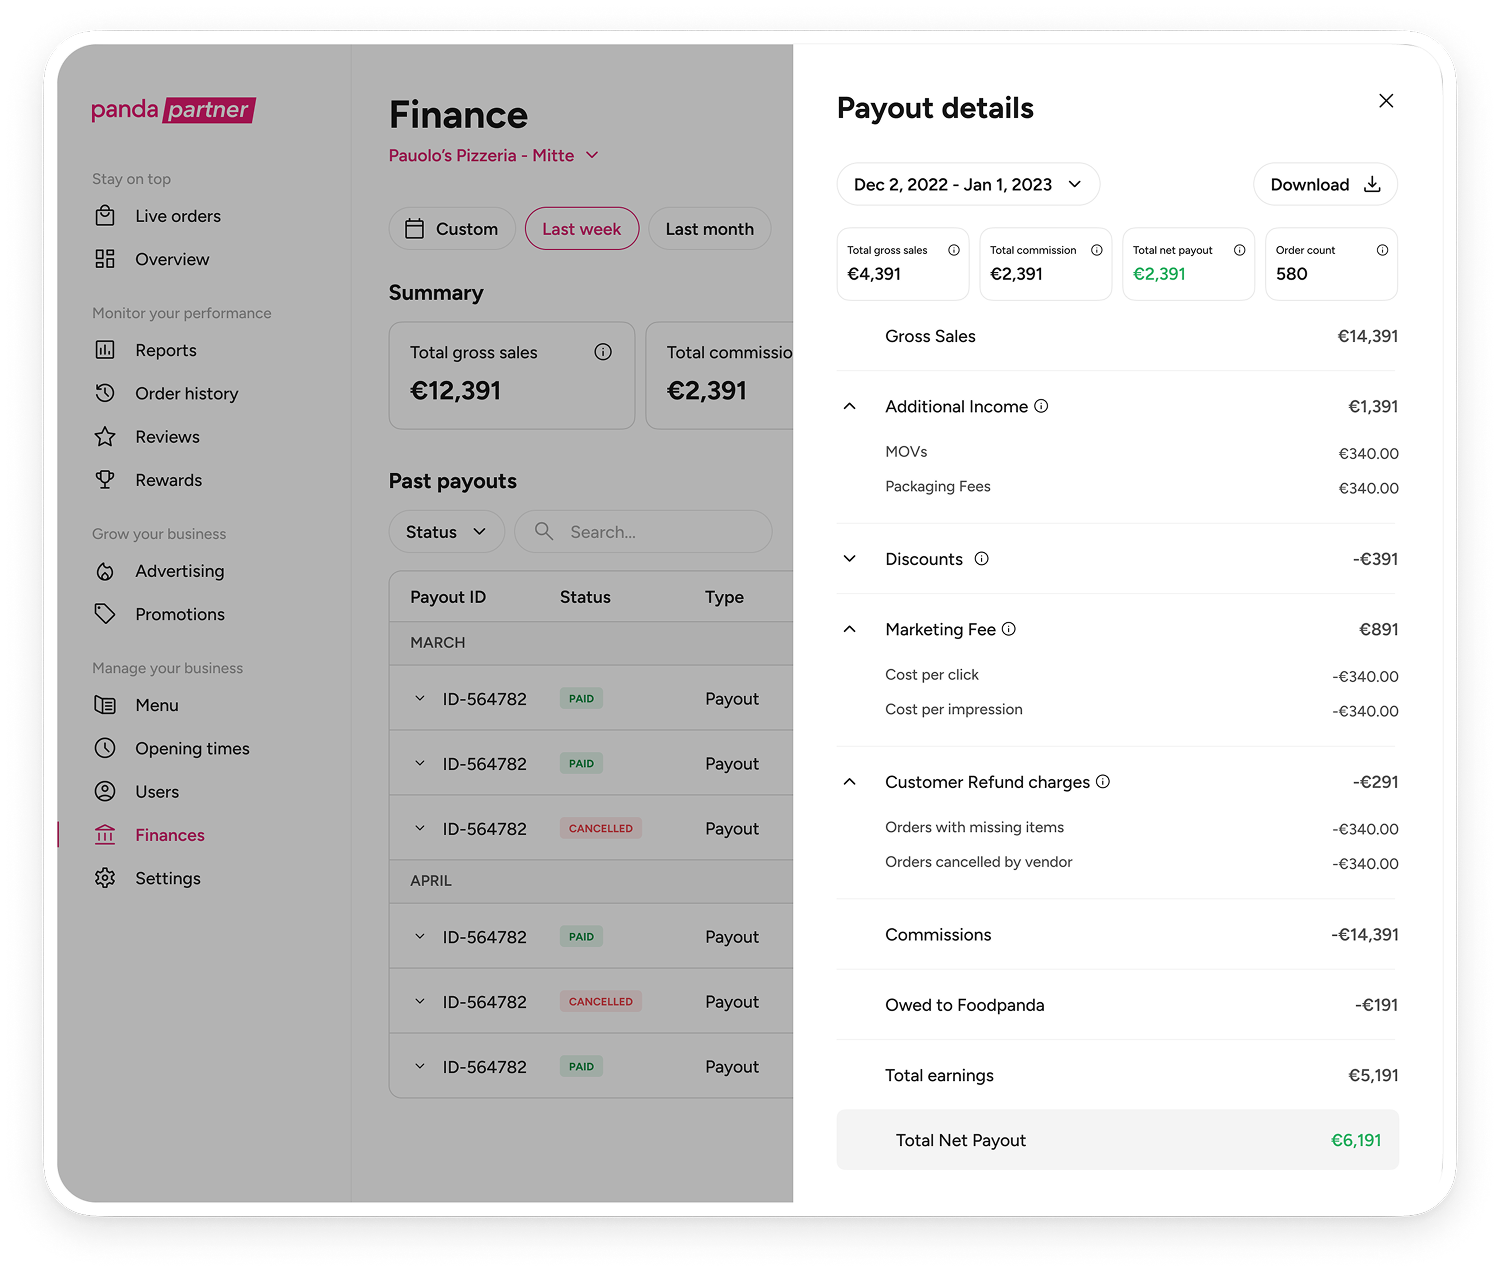 panda partner
Stay on top
Live orders
Overview
Monitor your performance
Reports
Order history
Reviews
Rewards
Grow your business
Advertising
Promotions
Manage your business
Menu
Opening times
Users
Finances
Settings
Finance
Pauolo's Pizzeria - Mitte
Custom Last week Last month
Summary
Total gross sales
€12,391
Total commissio
€2,391
Past payouts
Status Search...
Payout ID Status Type
MARCH
ID-564782 PAID Payout
ID-564782 PAID Payout
ID-564782 CANCELLED Payout
APRIL
ID-564782 PAID Payout
ID-564782 CANCELLED Payout
ID-564782 PAID Payout
Payout details
Dec 2, 2022 - Jan 1, 2023 Download
Total gross sales
€4,391
Total commission
€2,391
Total net payout
€2,391
Order count
580
Gross Sales €14,391
Additional Income €1,391
MOVs €340.00
Packaging Fees €340.00
Discounts -€391
Marketing Fee €891
Cost per click -€340.00
Cost per impression -€340.00
Customer Refund charges -€291
Orders with missing items -€340.00
Orders cancelled by vendor -€340.00
Commissions -€14,391
Owed to Foodpanda -€191
Total earnings €5,191
Total Net Payout €6,191